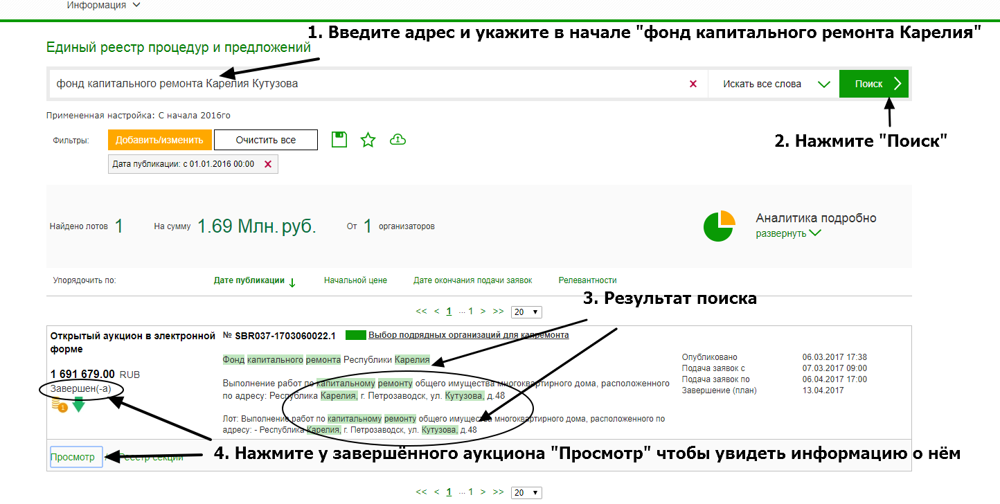 Информация
1. Введите адрес и укажите в начале "фонд капитального ремонта Карелия"
Единый реестр процедур и предложений
фонд капитального ремонта Карелия Кутузова
Искать все слова
Поиск
Примененная настройка: С начала 2016го
2. Нажмите "Поиск"
Фильтры:
Добавить/изменить
Очистить все
Дата публикации: с 01.01.2016 00:00
Найдено лотов 1 На сумму 1.69 Млн. руб. От 1 организаторов
Аналитика подробно
развернуть
Упорядочить по: Дате публикации Начальной цене Дате окончания подачи заявок Релевантности
3. Результат поиска
<< < 1 ... 1 > >> 20
Открытый аукцион в электронной
форме
1 691 679.00 RUB
Завершен(-а)
№ SBR037-1703060022.1 Выбор подрядных организаций для капремонта
Фонд капитального ремонта Республики Карелия
Выполнение работ по капитальному ремонту общего имущества многоквартирного дома, расположенного
по адресу: Республика Карелия, г. Петрозаводск, ул. Кутузова, д.48
Лот: Выполнение работ по капитальному ремонту общего имущества многоквартирного дома, расположенного по
адресу: - Республика Карелия, г. Петрозаводск, ул. Кутузова, д.48
Опубликовано 06.03.2017 17:38
Подача заявок с 07.03.2017 09:00
Подача заявок по 06.04.2017 17:00
Завершение (план) 13.04.2017
Просмотр / Реестр секции
4. Нажмите у завершённого аукциона "Просмотр" чтобы увидеть информацию о нём
<< < 1 ... 1 > >> 20